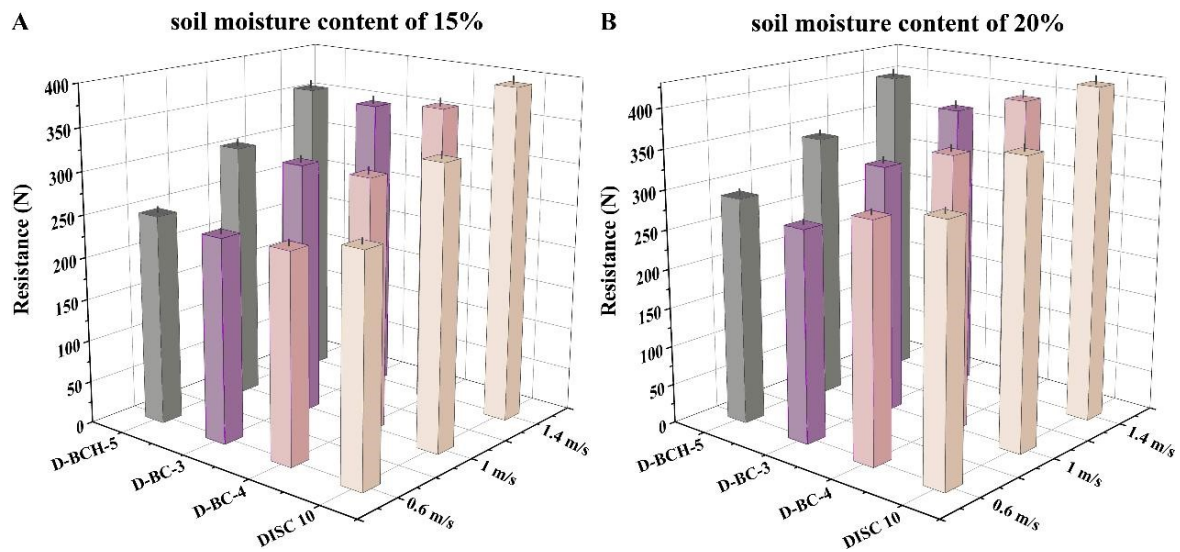 A
soil moisture content of 15%
Resistance (N)
400
350
300
250
200
150
100
50
0
D-BCH-5
D-BC-3
D-BC-4
DISC 10
0.6 m/s
1 m/s
1.4 m/s
B
soil moisture content of 20%
Resistance (N)
400
350
300
250
200
150
100
50
0
D-BCH-5
D-BC-3
D-BC-4
DISC 10
0.6 m/s
1 m/s
1.4 m/s